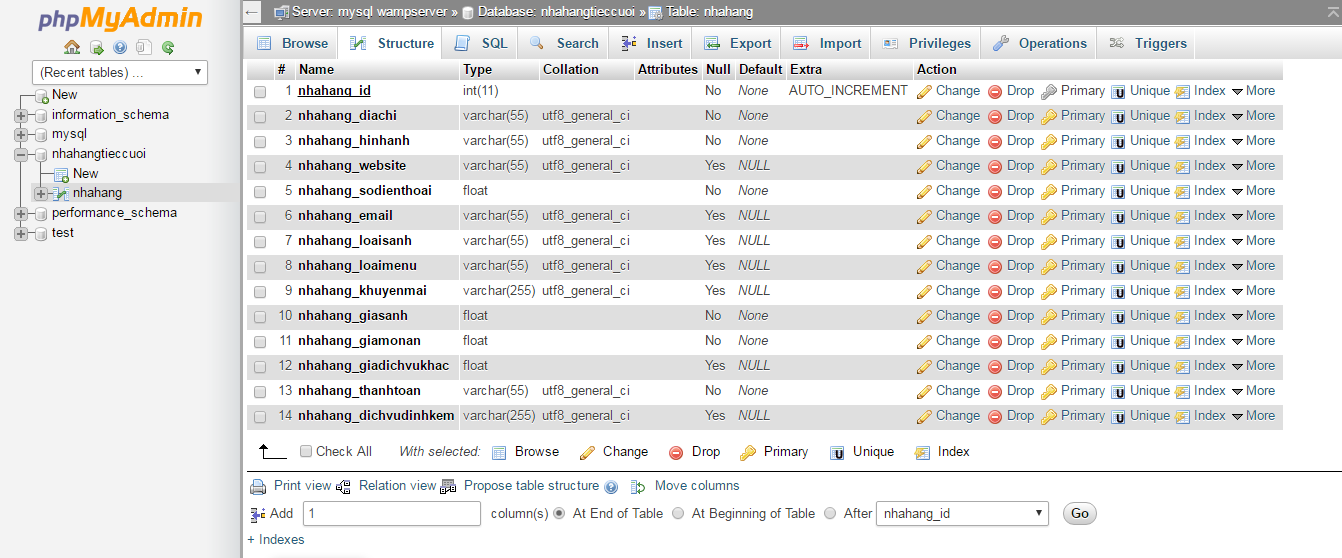 phpMyAdmin
Server: mysql wampserver » Database: nhahangtieccuoi » Table: nhahang
Browse Structure SQL Search Insert Export Import Privileges Operations Triggers
(Recent tables) ...
New
information_schema
mysql
nhahangtieccuoi
New
nhahang
performance_schema
test
# Name Type Collation Attributes Null Default Extra Action
1 nhahang_id int(11) No None AUTO_INCREMENT Change Drop Primary Unique Index More
2 nhahang_diachi varchar(55) utf8_general_ci No None Change Drop Primary Unique Index More
3 nhahang_hinhanh varchar(55) utf8_general_ci No None Change Drop Primary Unique Index More
4 nhahang_website varchar(55) utf8_general_ci Yes NULL Change Drop Primary Unique Index More
5 nhahang_sodienthoai float No None Change Drop Primary Unique Index More
6 nhahang_email varchar(55) utf8_general_ci Yes NULL Change Drop Primary Unique Index More
7 nhahang_loaisanh varchar(55) utf8_general_ci Yes NULL Change Drop Primary Unique Index More
8 nhahang_loaimenu varchar(55) utf8_general_ci Yes NULL Change Drop Primary Unique Index More
9 nhahang_khuyenmai varchar(255) utf8_general_ci Yes NULL Change Drop Primary Unique Index More
10 nhahang_giasanh float No None Change Drop Primary Unique Index More
11 nhahang_giamonan float No None Change Drop Primary Unique Index More
12 nhahang_giadichvukhac float Yes NULL Change Drop Primary Unique Index More
13 nhahang_thanhtoan varchar(55) utf8_general_ci No None Change Drop Primary Unique Index More
14 nhahang_dichvudinhkem varchar(255) utf8_general_ci Yes NULL Change Drop Primary Unique Index More
Check All With selected: Browse Change Drop Primary Unique Index
Print view Relation view Propose table structure Move columns
Add 1 column(s) At End of Table At Beginning of Table After nhahang_id Go
+ Indexes